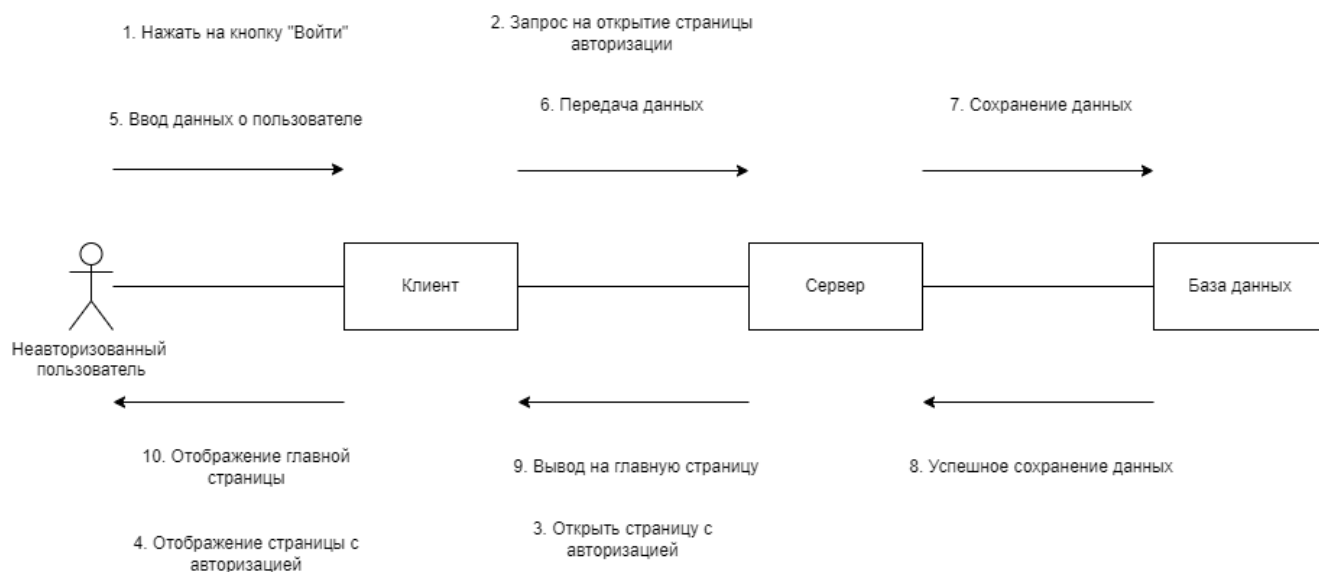 1. Нажать на кнопку "Войти"
2. Запрос на открытие страницы
авторизации
5. Ввод данных о пользователе
6. Передача данных
7. Сохранение данных
Клиент
Сервер
База данных
Неавторизованный
пользователь
10. Отображение главной
страницы
9. Вывод на главную страницу
8. Успешное сохранение данных
4. Отображение страницы с
авторизацией
3. Открыть страницу с
авторизацией